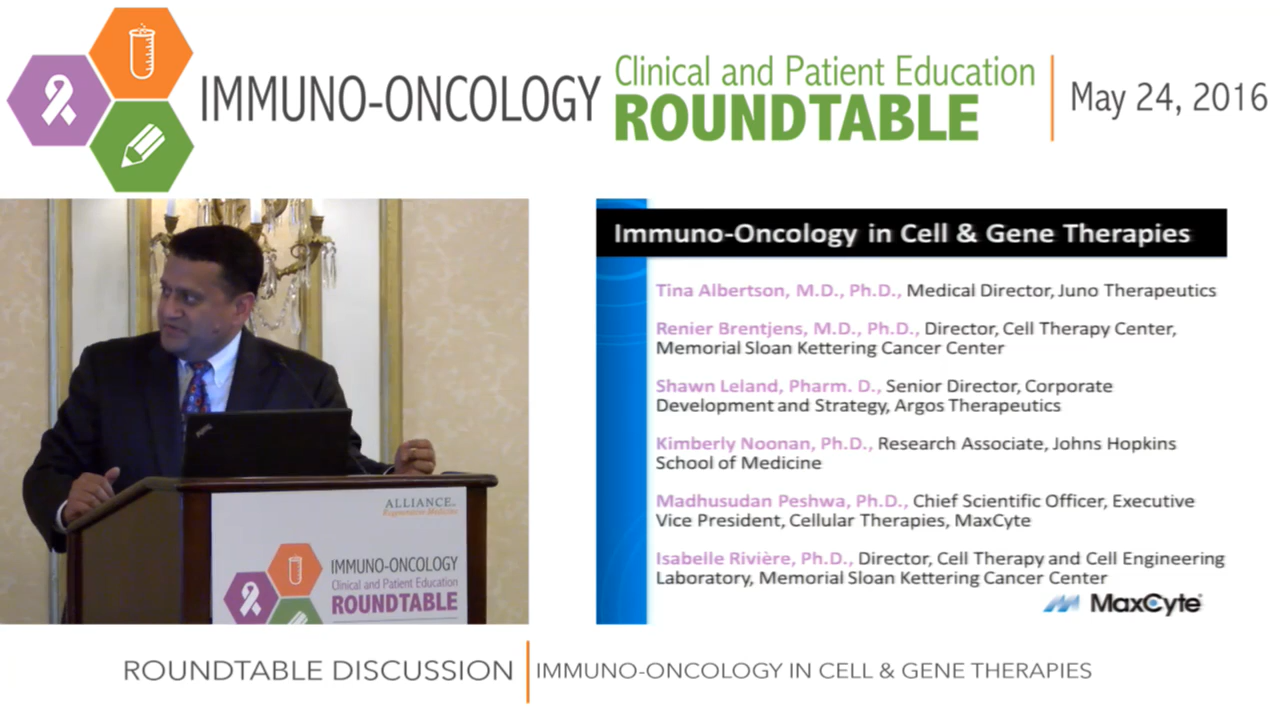 IMMUNO-ONCOLOGY
Clinical and Patient Education
ROUNDTABLE
May 24, 2016
Immuno-Oncology in Cell & Gene Therapies
Tina Albertson, M.D., Ph.D., Medical Director, Juno Therapeutics
Renier Brentjens, M.D., Ph.D., Director, Cell Therapy Center,
Memorial Sloan Kettering Cancer Center
Shawn Leland, Pharm. D., Senior Director, Corporate
Development and Strategy, Argos Therapeutics
Kimberly Noonan, Ph.D., Research Associate, Johns Hopkins
School of Medicine
Madhusudan Peshwa, Ph.D., Chief Scientific Officer, Executive
Vice President, Cellular Therapies, MaxCyte
Isabelle Rivière, Ph.D., Director, Cell Therapy and Cell Engineering
Laboratory, Memorial Sloan Kettering Cancer Center
MaxCyte
ALLIANCE
Regenerative Medicine
IMMUNO-ONCOLOGY
Clinical and Patient Education
ROUNDTABLE
ROUNDTABLE DISCUSSION
IMMUNO-ONCOLOGY IN CELL & GENE THERAPIES